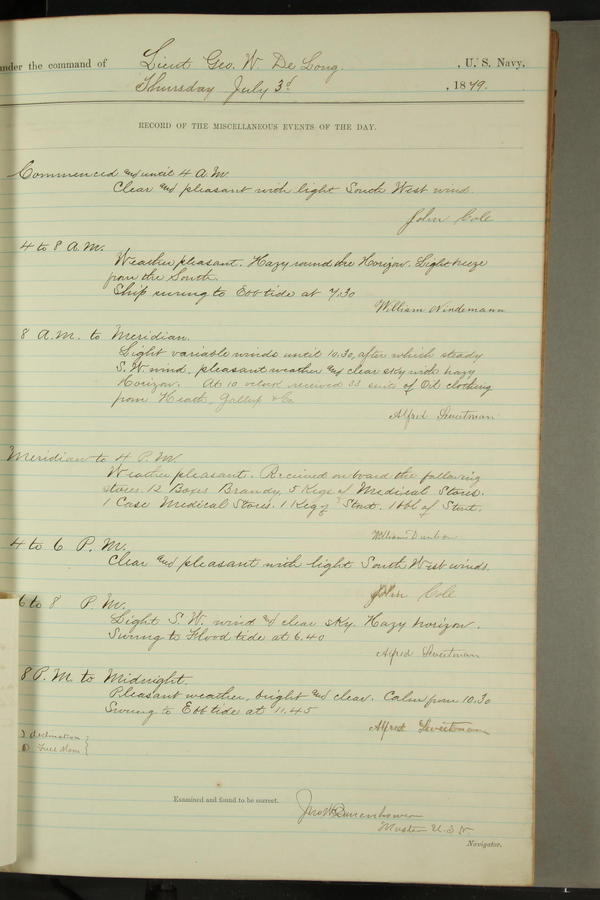 under the command of Lieut Geo. W. De Long. , U. S. Navy,
Thursday July 3d , 1879.
RECORD OF THE MISCELLANEOUS EVENTS OF THE DAY.
Commenced and until 4 A.M.
Clear and pleasant with light South West wind.
John Cole
4 to 8 A.M.
Weather pleasant. Hazy round the Horizon. Light breeze
from the South.
Ship swung to Ebb tide at 7.30
William Nindemann
8 A.M. to Meridian.
Light variable winds until 10.30, after which steady
S.W. wind. pleasant weather and clear sky with hazy
Horizon. At 10 oclock received 33 suits of Oil clothing
from Heath, Gallup & Co
Alfred Sweetman
Meridian to 4 P.M.
Weather pleasant. Received on board the following
stores. 12 Boxes Brandy, 5 Kegs of Medical Stores.
1 Case Medical Stores. 1 Keg of Stout. 1 bbl of Stout.
William Dunbar
4 to 6 P.M.
Clear and pleasant with light South West winds.
John Cole
6 to 8 P.M.
Light S.W. wind and clear sky. Hazy horizon.
Swung to Flood tide at 6.40
Alfred Sweetman
8 P.M. to Midnight.
Pleasant weather, bright and clear. Calm from 10.30
Swung to Ebb tide at 11.45
Alfred Sweetman
declination
Full Moon
Examined and found to be correct.
Jno W Danenhower
Master U.S.N
Navigator.